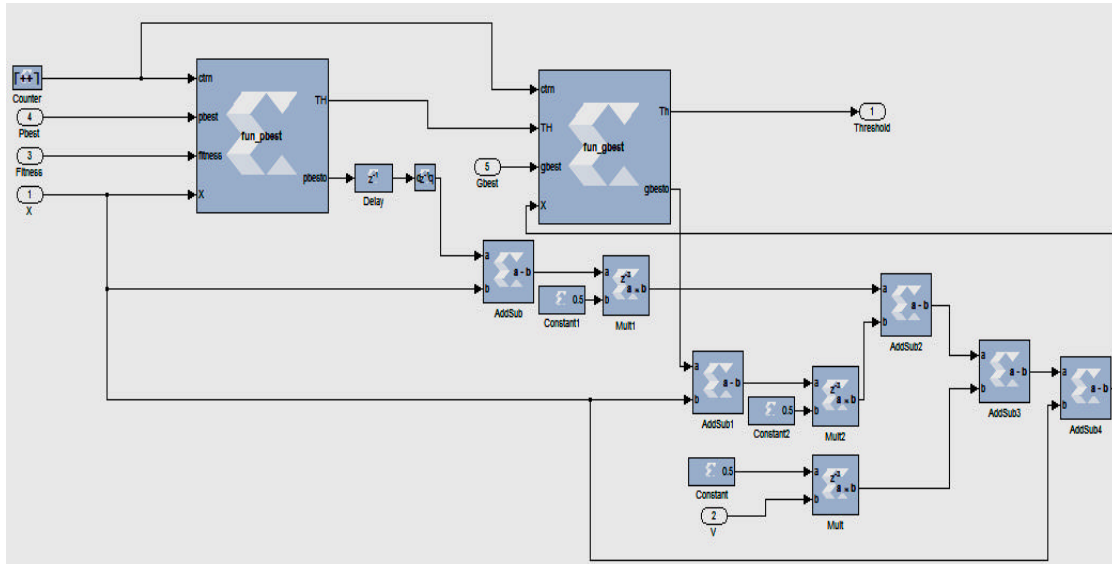 ++
Counter
4
Pbest
3
Fitness
1
X
ctrn
pbest
fitness
X
fun_pbest
TH
pbesto
z-1
Delay
q
a
b
a - b
AddSub
0.5
Constant1
a
b
Mult1
5
Gbest
ctrn
TH
gbest
X
fun_gbest
Th
gbesto
1
Threshold
a
b
a - b
AddSub1
0.5
Constant2
a
b
Mult2
a
b
a - b
AddSub2
a
b
a - b
AddSub3
a
b
a - b
AddSub4
0.5
Constant
2
V
a
b
Mult